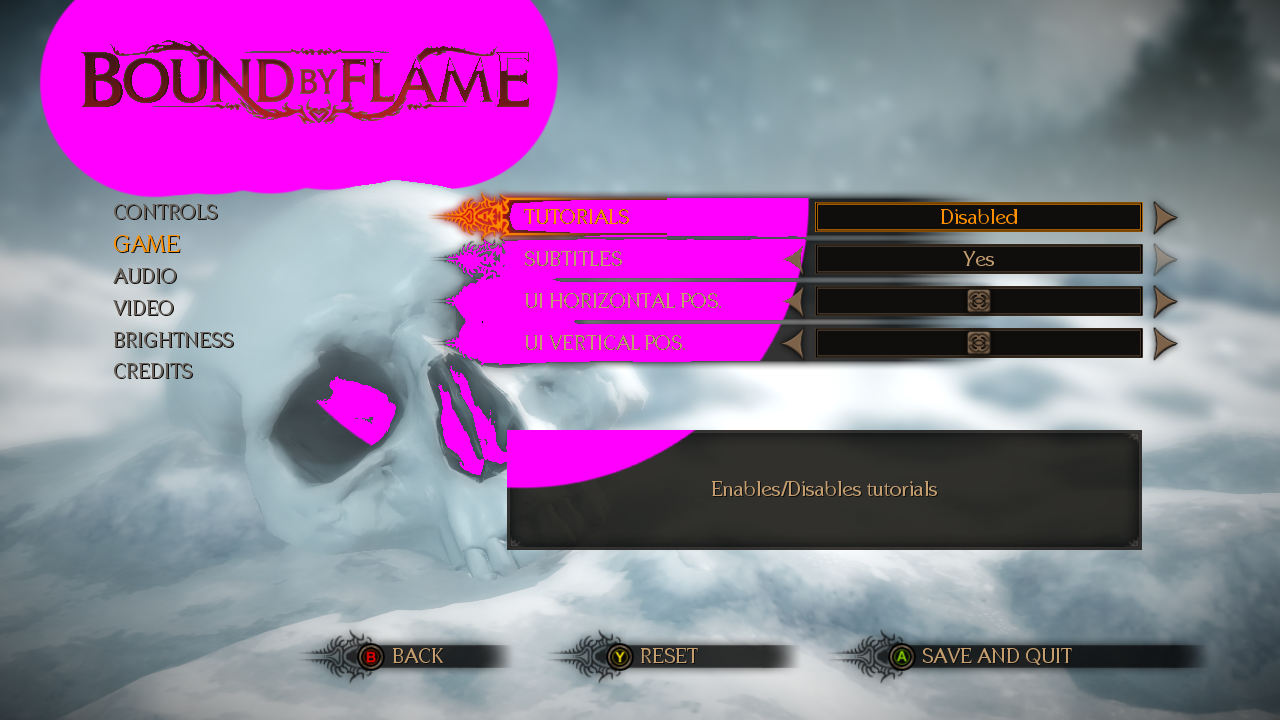 BOUND BY FLAME
CONTROLS
GAME
AUDIO
VIDEO
BRIGHTNESS
CREDITS
TUTORIALS Disabled
SUBTITLES Yes
UI HORIZONTAL POS.
UI VERTICAL POS.
Enables/Disables tutorials
B BACK Y RESET A SAVE AND QUIT